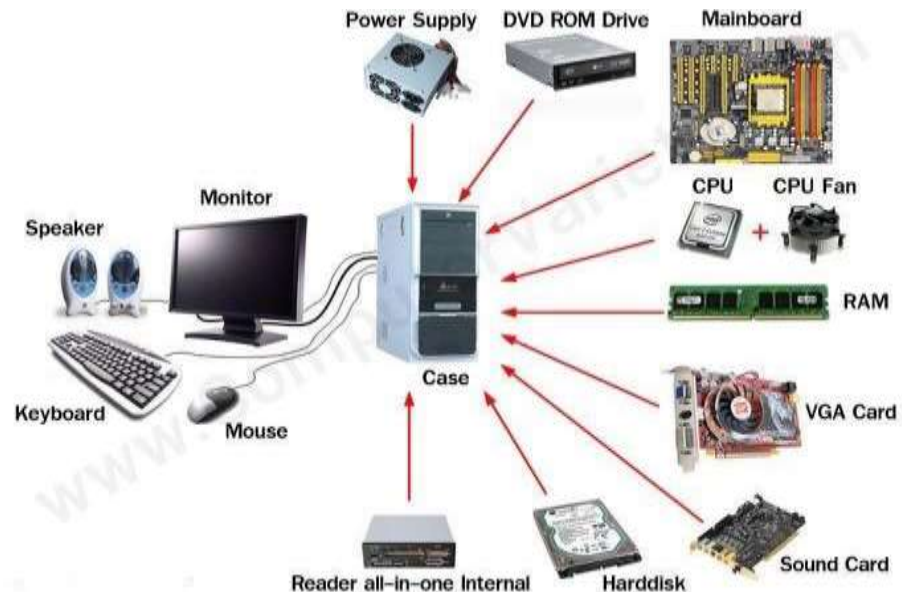 Power Supply
DVD ROM Drive
Mainboard
CPU
CPU Fan
+
Monitor
Speaker
RAM
Case
Keyboard
Mouse
VGA Card
Reader all-in-one Internal
Harddisk
Sound Card